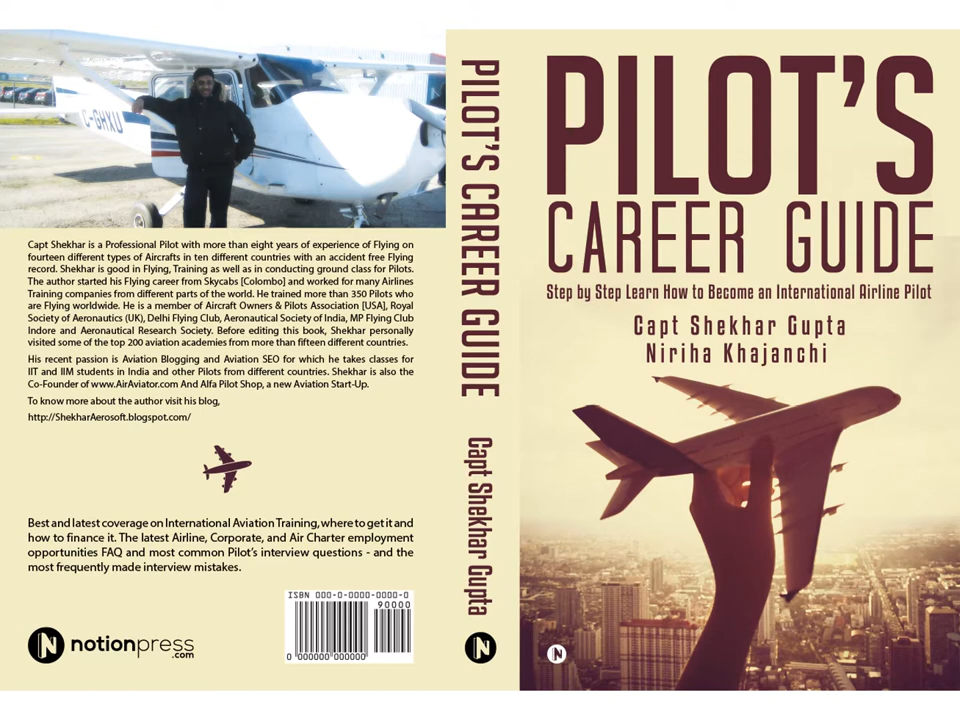 C-GHXU
Capt Shekhar is a Professional Pilot with more than eight years of experience of Flying on
fourteen different types of Aircrafts in ten different countries with an accident free Flying
record. Shekhar is good in Flying, Training as well as in conducting ground class for Pilots.
The author started his Flying career from Skycabs [Colombo] and worked for many Airlines
Training companies from different parts of the world. He trained more than 350 Pilots who
are Flying worldwide. He is a member of Aircraft Owners & Pilots Association [USA], Royal
Society of Aeronautics (UK), Delhi Flying Club, Aeronautical Society of India, MP Flying Club
Indore and Aeronautical Research Society. Before editing this book, Shekhar personally
visited some of the top 200 aviation academies from more than fifteen different countries.
His recent passion is Aviation Blogging and Aviation SEO for which he takes classes for
IIT and IIM students in India and other Pilots from different countries. Shekhar is also the
Co-Founder of www.AirAviator.com And Alfa Pilot Shop, a new Aviation Start-Up.
To know more about the author visit his blog,
http://ShekharAerosoft.blogspot.com/
Best and latest coverage on International Aviation Training, where to get it and
how to finance it. The latest Airline, Corporate, and Air Charter employment
opportunities FAQ and most common Pilot's interview questions - and the
most frequently made interview mistakes.
N notionpress
.com
ISBN 000-0-0000-0000-0
90000
0 000000 000000
PILOT'S CAREER GUIDE
Capt Shekhar Gupta
N
PILOT'S
CAREER GUIDE
Step by Step Learn How to Become an International Airline Pilot
Capt Shekhar Gupta
Niriha Khajanchi
N